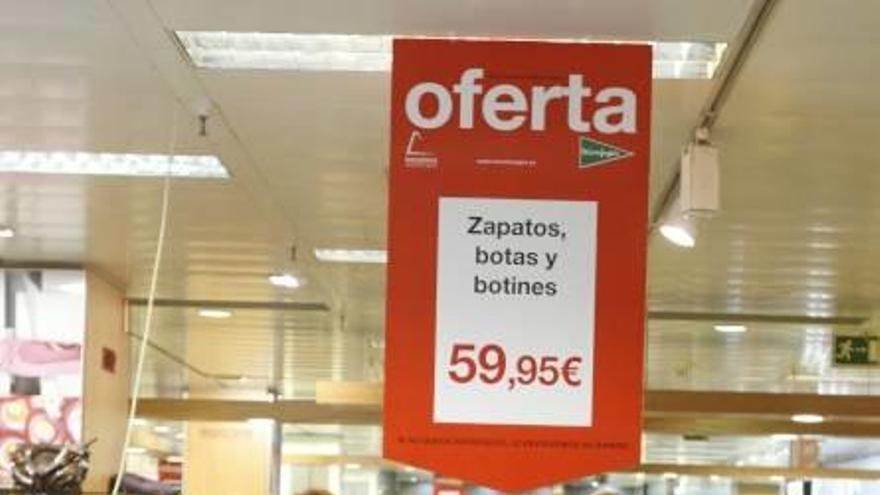 oferta
Zapatos,
botas y
botines
59,95€